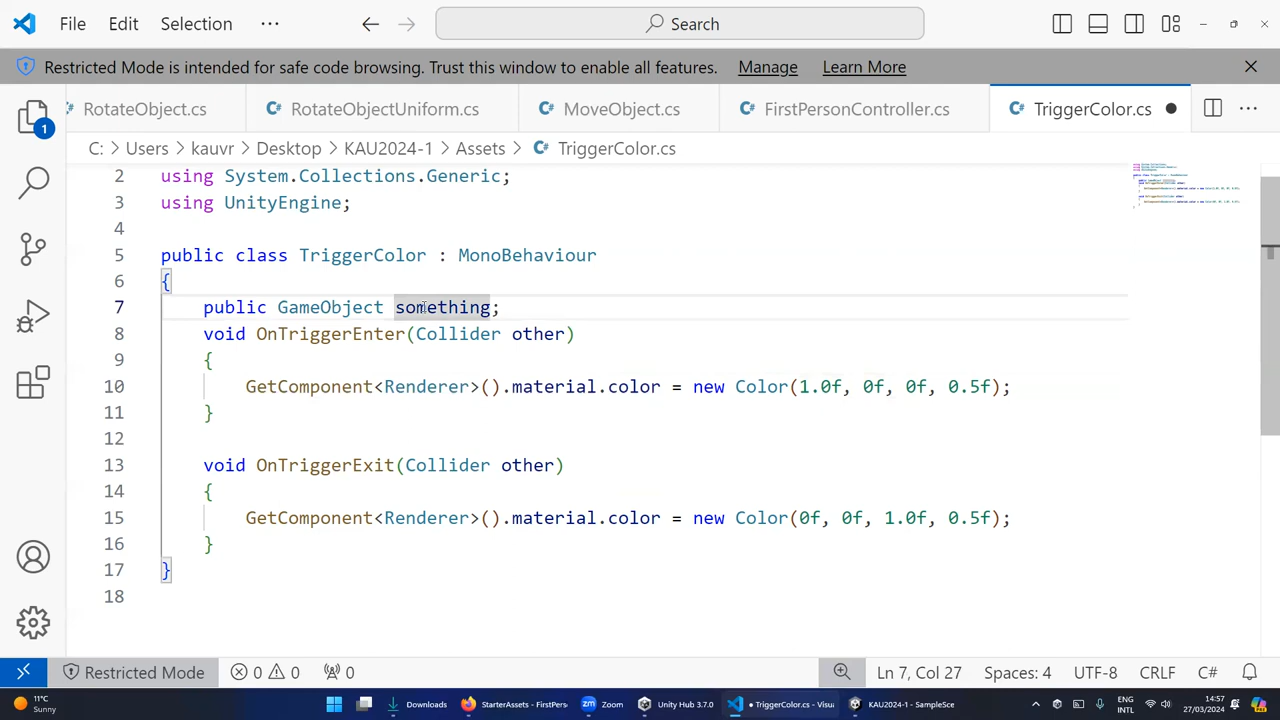 File Edit Selection ··· Search
Restricted Mode is intended for safe code browsing. Trust this window to enable all features. Manage Learn More
RotateObject.cs C# RotateObjectUniform.cs C# MoveObject.cs C# FirstPersonController.cs C# TriggerColor.cs ● ···
1
C: > Users > kauvr > Desktop > KAU2024-1 > Assets > C# TriggerColor.cs
2 using System.Collections.Generic;
3 using UnityEngine;
4
5 public class TriggerColor : MonoBehaviour
6 {
7 public GameObject something;
8 void OnTriggerEnter(Collider other)
9 {
10 GetComponent<Renderer>().material.color = new Color(1.0f, 0f, 0f, 0.5f);
11 }
12
13 void OnTriggerExit(Collider other)
14 {
15 GetComponent<Renderer>().material.color = new Color(0f, 0f, 1.0f, 0.5f);
16 }
17 }
18
Restricted Mode 0 0 0 Ln 7, Col 27 Spaces: 4 UTF-8 CRLF C#
11°C Sunny Downloads StarterAssets - FirstPers Zoom Unity Hub 3.7.0 ● TriggerColor.cs - Visua KAU2024-1 - SampleSce ENG INTL 14:57 27/03/2024